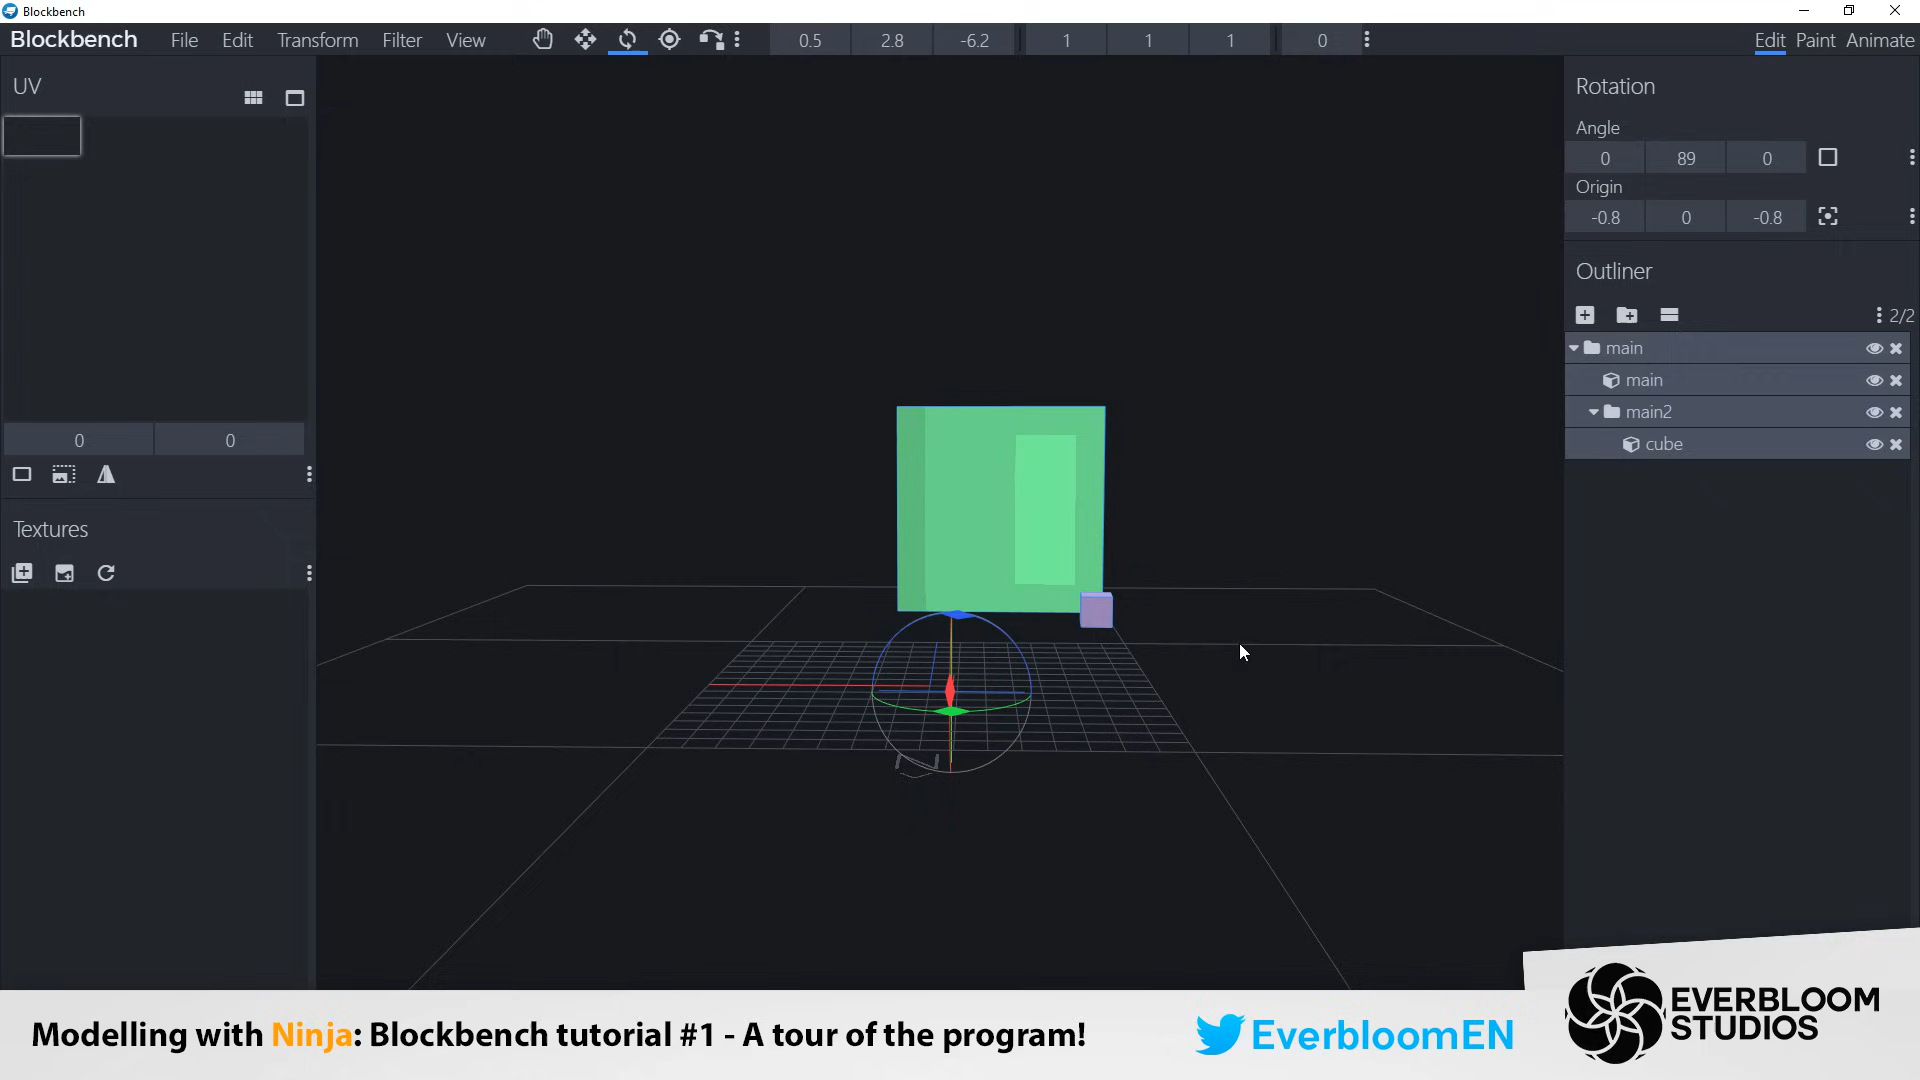 Blockbench
Blockbench File Edit Transform Filter View 0.5 2.8 -6.2 1 1 1 0 Edit Paint Animate
UV
0 0
Textures
Rotation
Angle
0 89 0
Origin
-0.8 0 -0.8
Outliner
2/2
main
main
main2
cube
Modelling with Ninja: Blockbench tutorial #1 - A tour of the program!
EverbloomEN
EVERBLOOM
STUDIOS